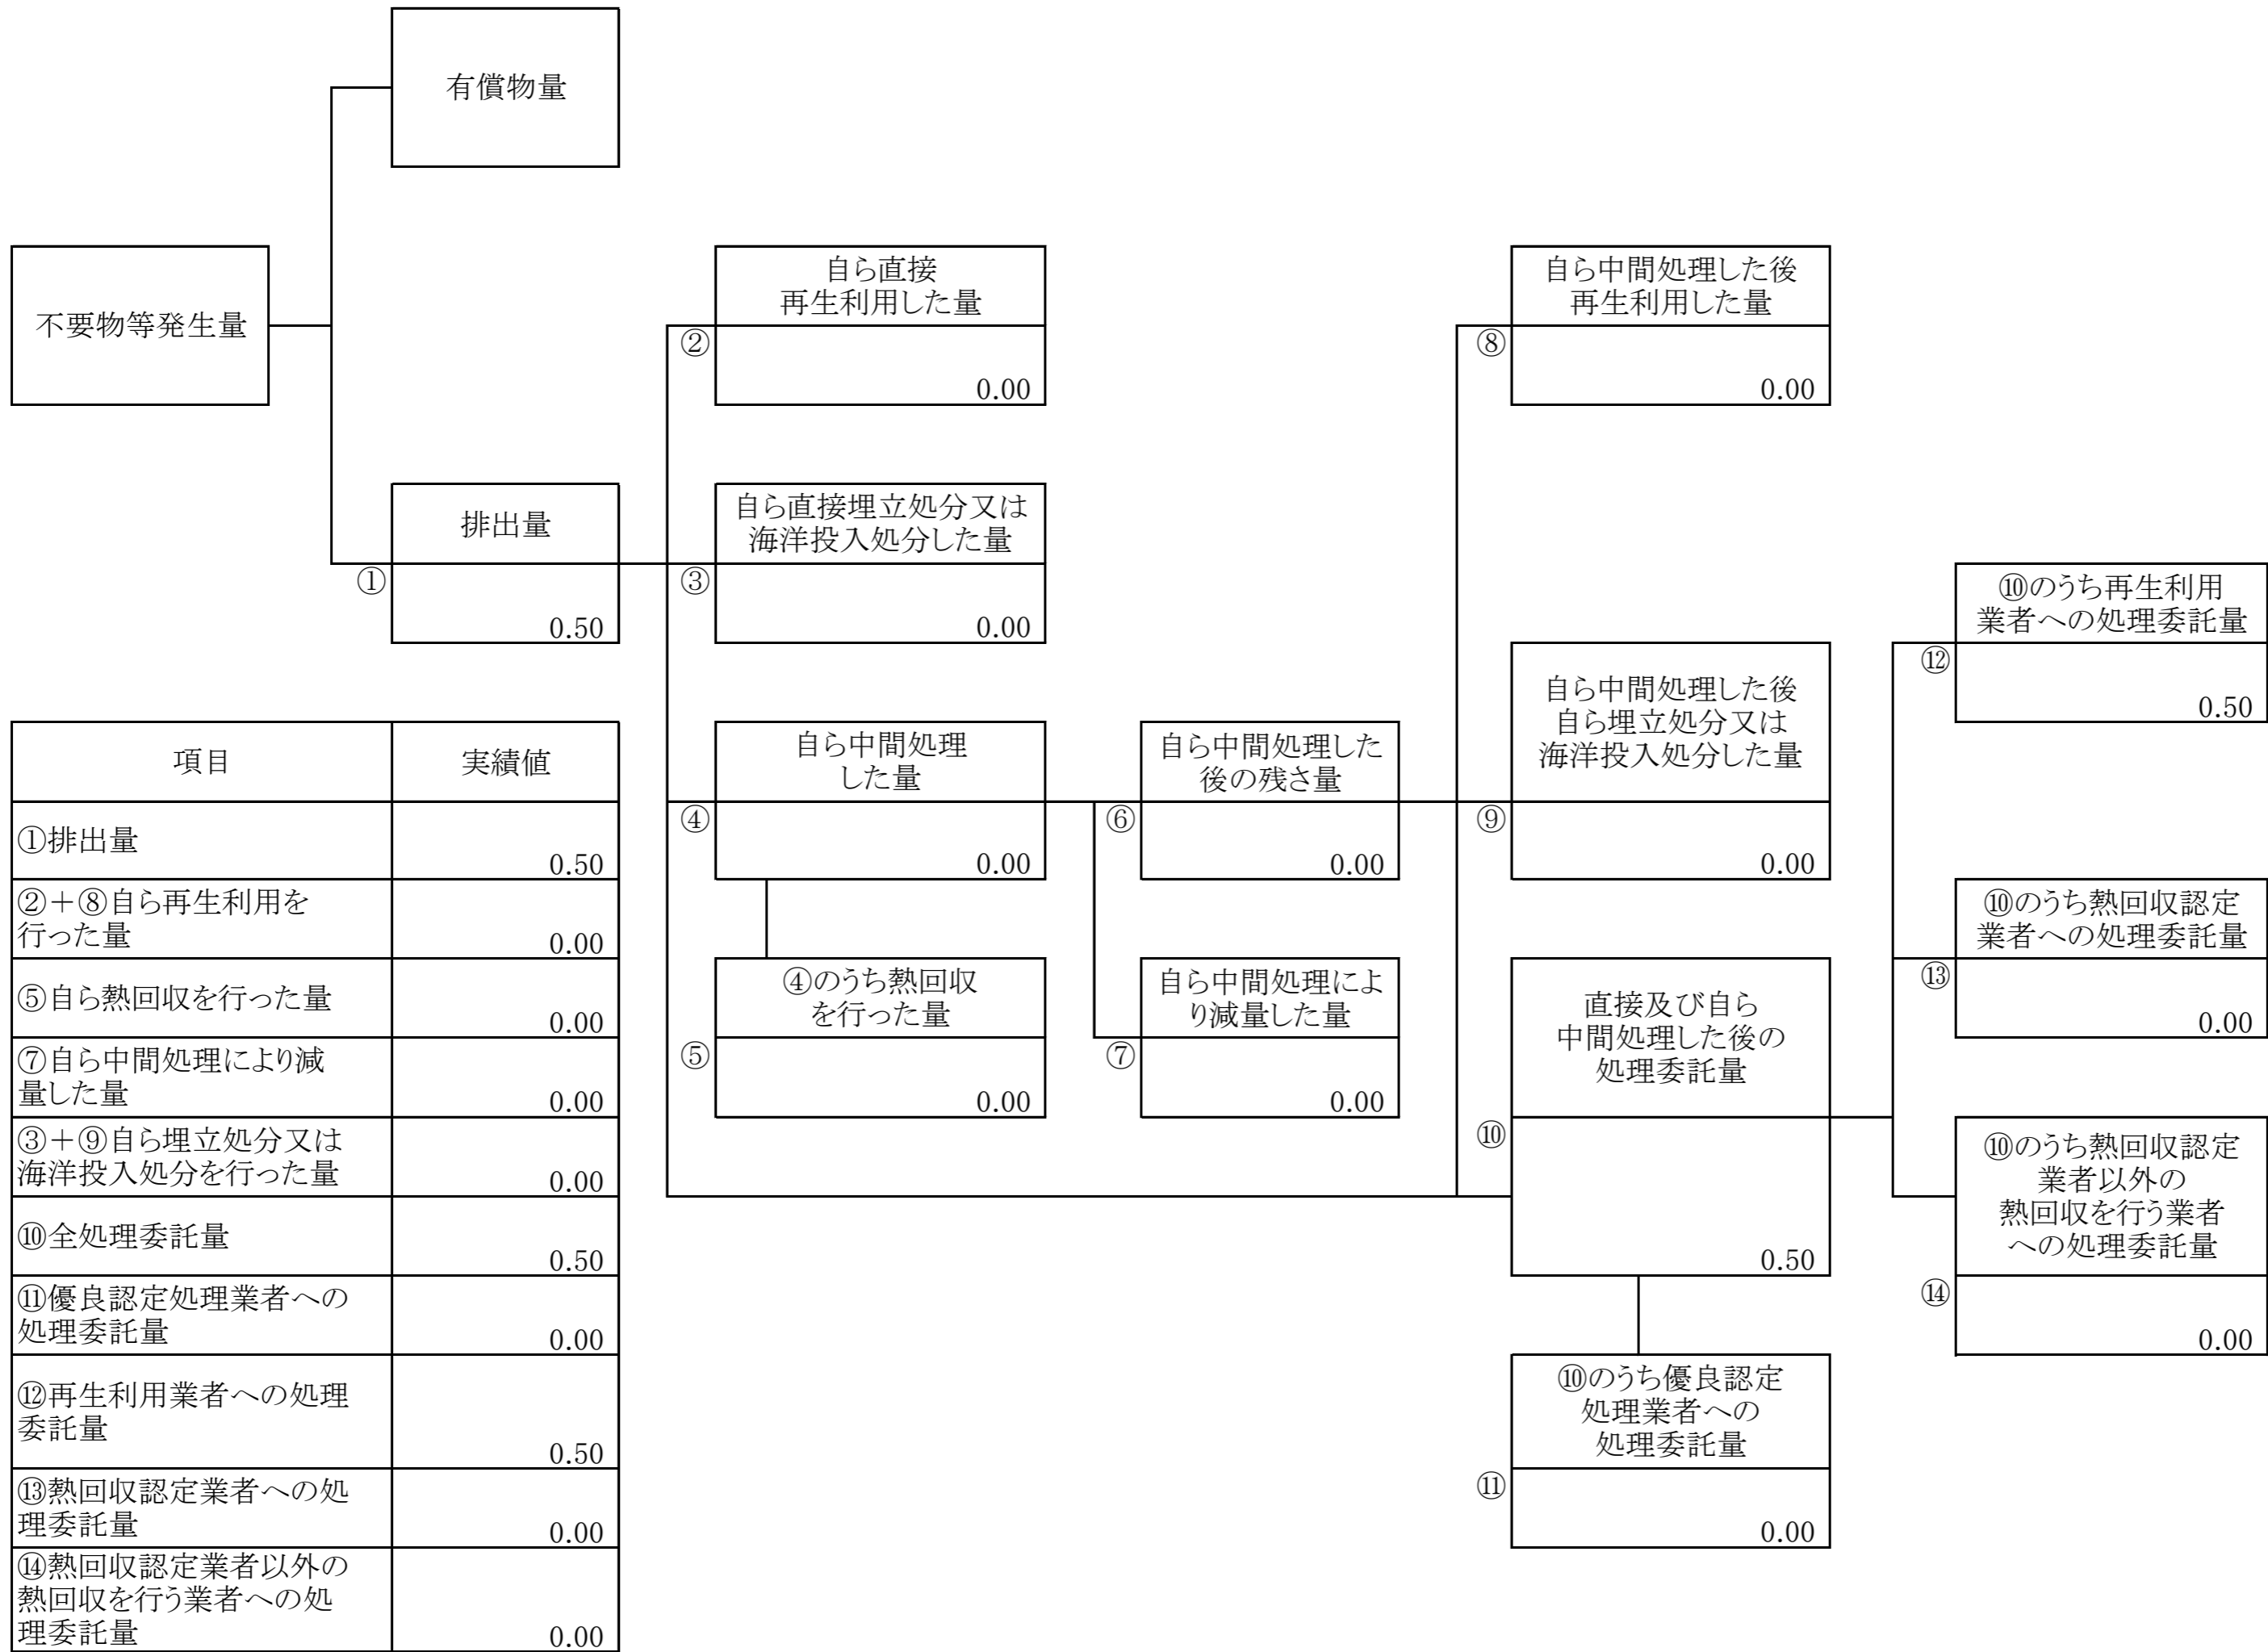 有償物量
不要物等発生量
自ら直接
再生利用した量
②
0.00
自ら中間処理した後
再生利用した量
⑧
0.00
排出量
①
0.50
自ら直接埋立処分又は
海洋投入処分した量
③
0.00
⑩のうち再生利用
業者への処理委託量
⑫
0.50
自ら中間処理
した量
④
0.00
自ら中間処理した
後の残さ量
⑥
0.00
自ら中間処理した後
自ら埋立処分又は
海洋投入処分した量
⑨
0.00
④のうち熱回収
を行った量
⑤
0.00
自ら中間処理によ
り減量した量
⑦
0.00
直接及び自ら
中間処理した後の
処理委託量
⑩
0.50
⑩のうち熱回収認定
業者への処理委託量
⑬
0.00
⑩のうち熱回収認定
業者以外の
熱回収を行う業者
への処理委託量
⑭
0.00
⑩のうち優良認定
処理業者への
処理委託量
⑪
0.00
項目 実績値
①排出量
0.50
②＋⑧自ら再生利用を
行った量
0.00
⑤自ら熱回収を行った量
0.00
⑦自ら中間処理により減
量した量
0.00
③＋⑨自ら埋立処分又は
海洋投入処分を行った量
0.00
⑩全処理委託量
0.50
⑪優良認定処理業者への
処理委託量
0.00
⑫再生利用業者への処理
委託量
0.50
⑬熱回収認定業者への処
理委託量
0.00
⑭熱回収認定業者以外の
熱回収を行う業者への処
理委託量
0.00